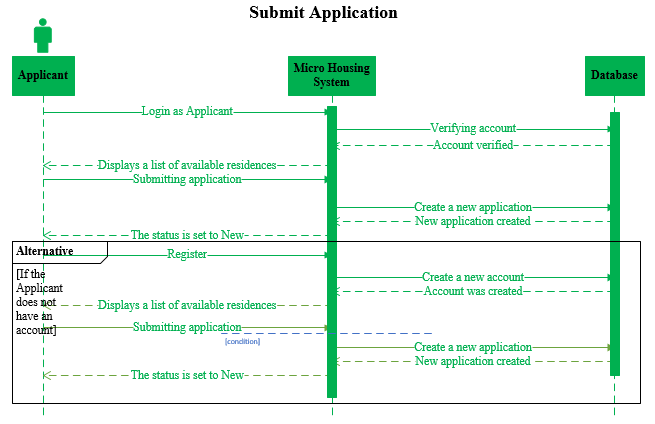 Submit Application
Applicant
Micro Housing
System
Database
Login as Applicant
Verifying account
Account verified
Displays a list of available residences
Submitting application
Create a new application
New application created
The status is set to New
Alternative
Register
[If the
Applicant
does not
have an
account]
Create a new account
Account was created
Displays a list of available residences
Submitting application
[condition]
Create a new application
New application created
The status is set to New